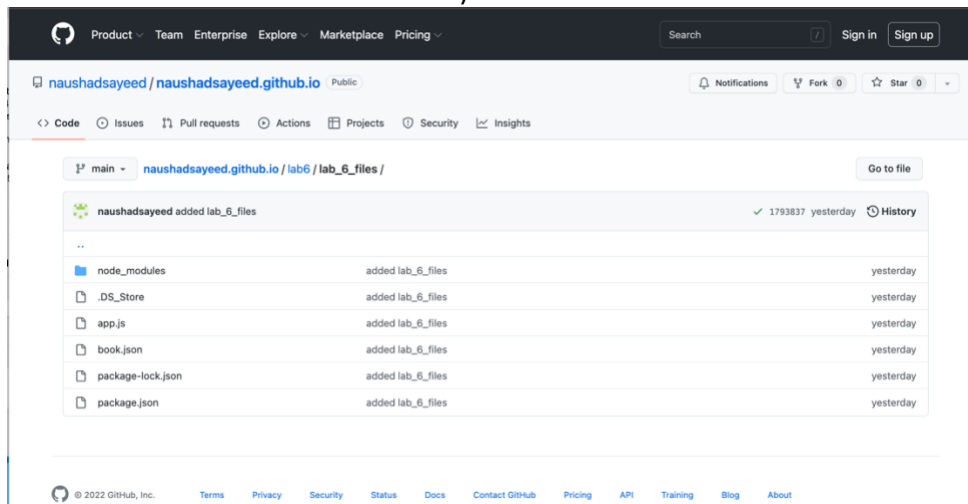 Product Team Enterprise Explore Marketplace Pricing Search / Sign in Sign up
naushadsayeed / naushadsayeed.github.io Public Notifications Fork 0 Star 0
<> Code Issues Pull requests Actions Projects Security Insights
main naushadsayeed.github.io / lab6 / lab_6_files / Go to file
naushadsayeed added lab_6_files 1793837 yesterday History
..
node_modules added lab_6_files yesterday
.DS_Store added lab_6_files yesterday
app.js added lab_6_files yesterday
book.json added lab_6_files yesterday
package-lock.json added lab_6_files yesterday
package.json added lab_6_files yesterday
© 2022 GitHub, Inc. Terms Privacy Security Status Docs Contact GitHub Pricing API Training Blog About